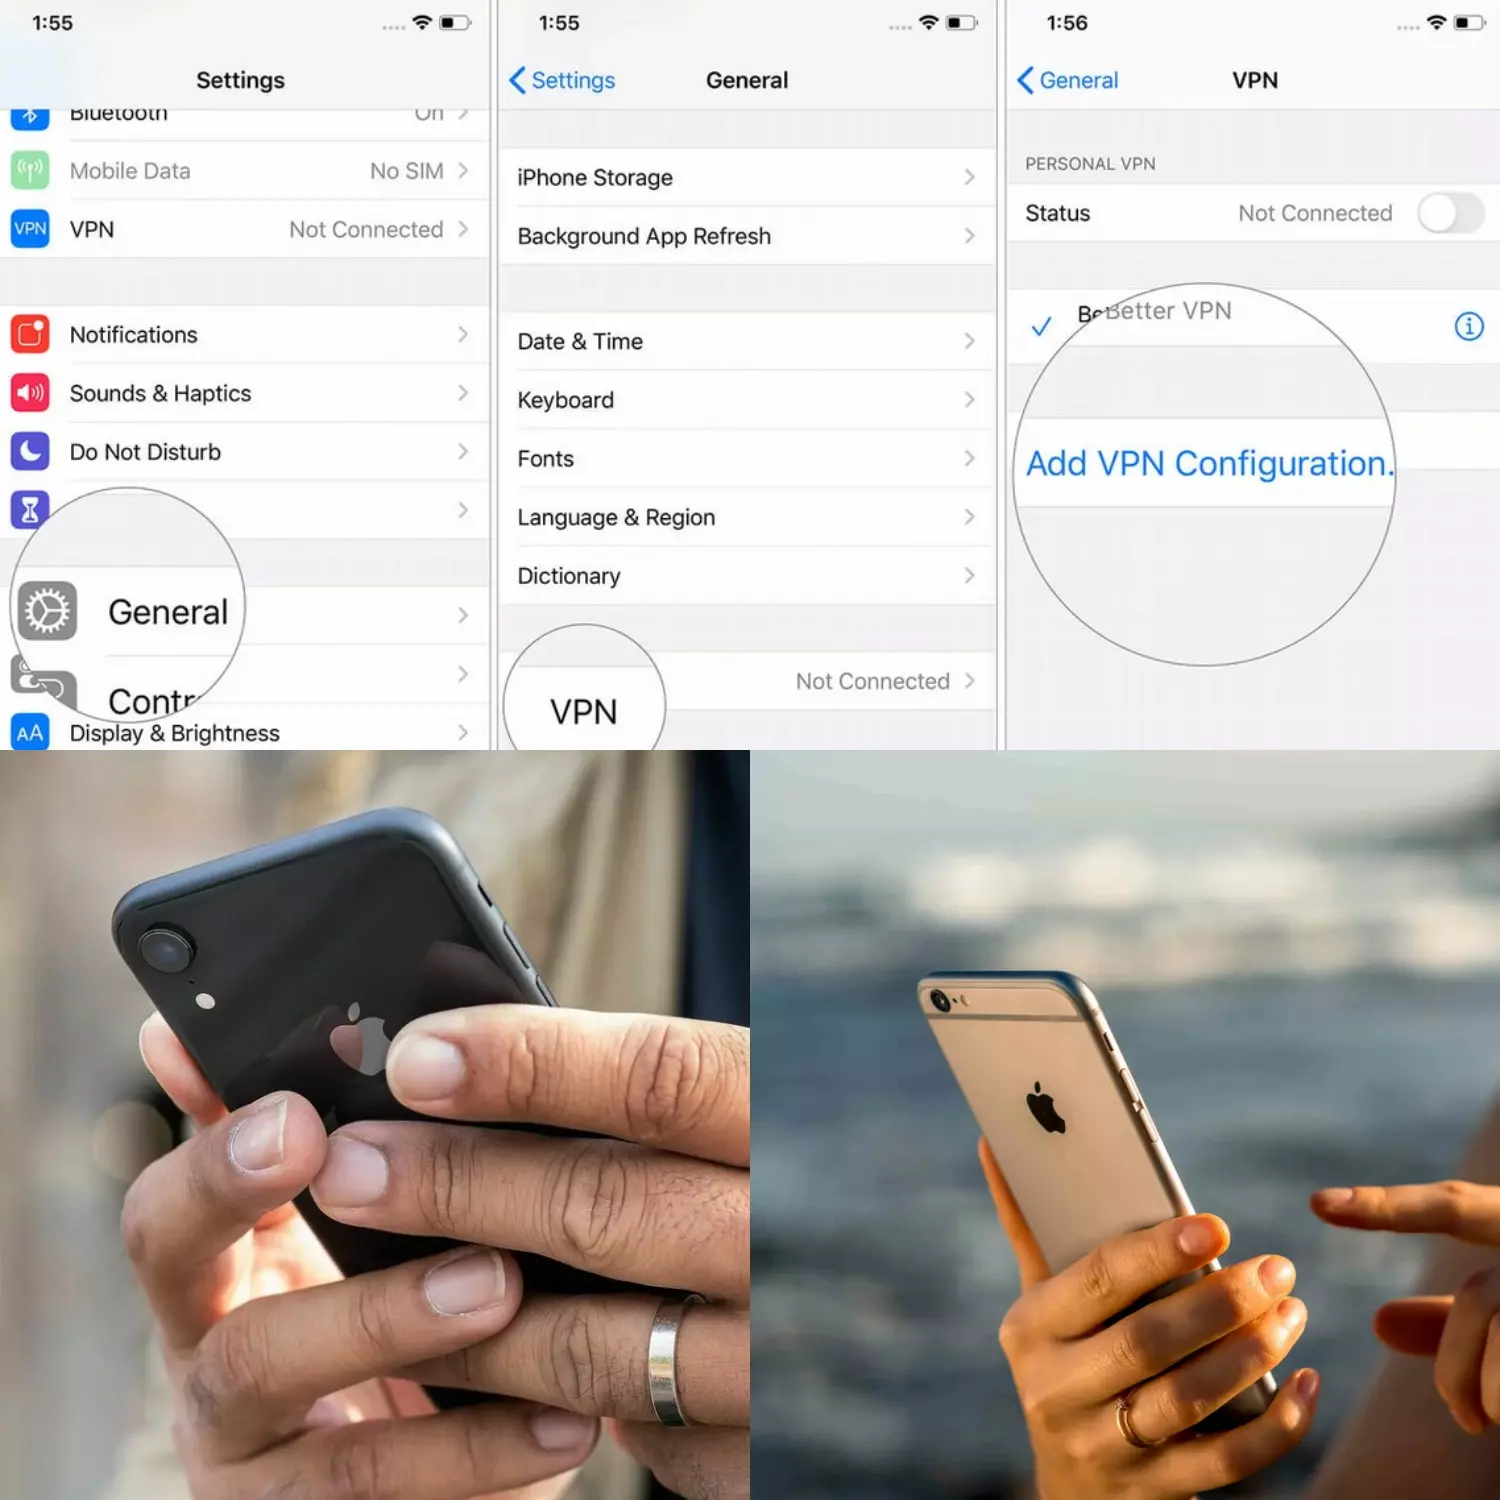 1:55
Settings
Bluetooth On
Mobile Data No SIM
VPN VPN Not Connected
Notifications
Sounds & Haptics
Do Not Disturb
General
Contr
AA Display & Brightness
1:55
Settings General
iPhone Storage
Background App Refresh
Date & Time
Keyboard
Fonts
Language & Region
Dictionary
VPN Not Connected
1:56
General VPN
PERSONAL VPN
Status Not Connected
Be Better VPN
Add VPN Configuration.